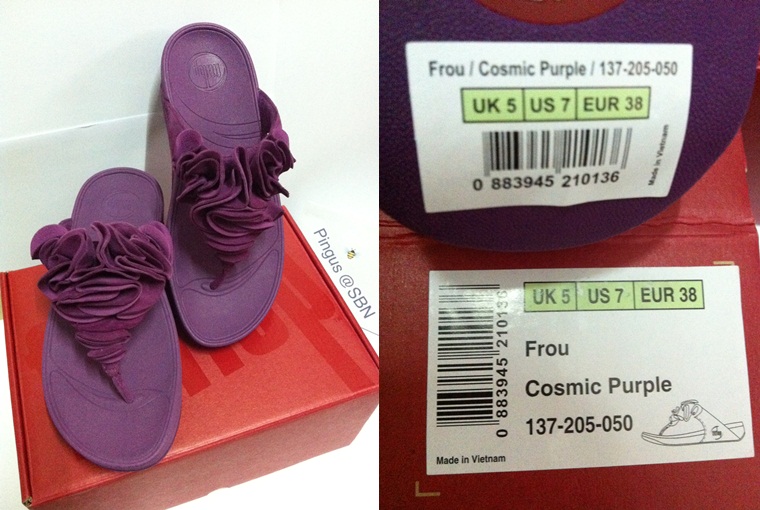 Pingus @SBN
Frou / Cosmic Purple / 137-205-050
UK 5 US 7 EUR 38
0 883945 210136
Made in Vietnam
UK 5 US 7 EUR 38
0 883945 210136
Frou
Cosmic Purple
137-205-050
Made in Vietnam